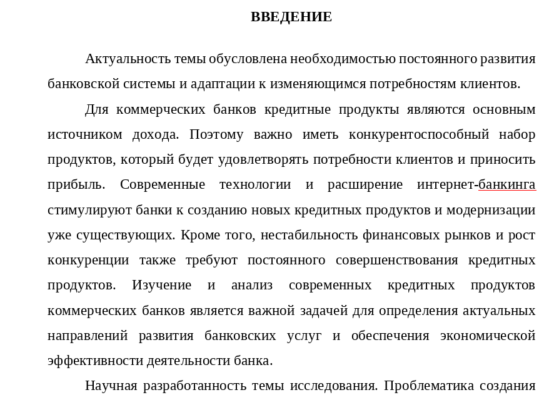 ВВЕДЕНИЕ
Актуальность темы обусловлена необходимостью постоянного развития
банковской системы и адаптации к изменяющимся потребностям клиентов.
Для коммерческих банков кредитные продукты являются основным
источником дохода. Поэтому важно иметь конкурентоспособный набор
продуктов, который будет удовлетворять потребности клиентов и приносить
прибыль. Современные технологии и расширение интернет-банкинга
стимулируют банки к созданию новых кредитных продуктов и модернизации
уже существующих. Кроме того, нестабильность финансовых рынков и рост
конкуренции также требуют постоянного совершенствования кредитных
продуктов. Изучение и анализ современных кредитных продуктов
коммерческих банков является важной задачей для определения актуальных
направлений развития банковских услуг и обеспечения экономической
эффективности деятельности банка.
Научная разработанность темы исследования. Проблематика создания